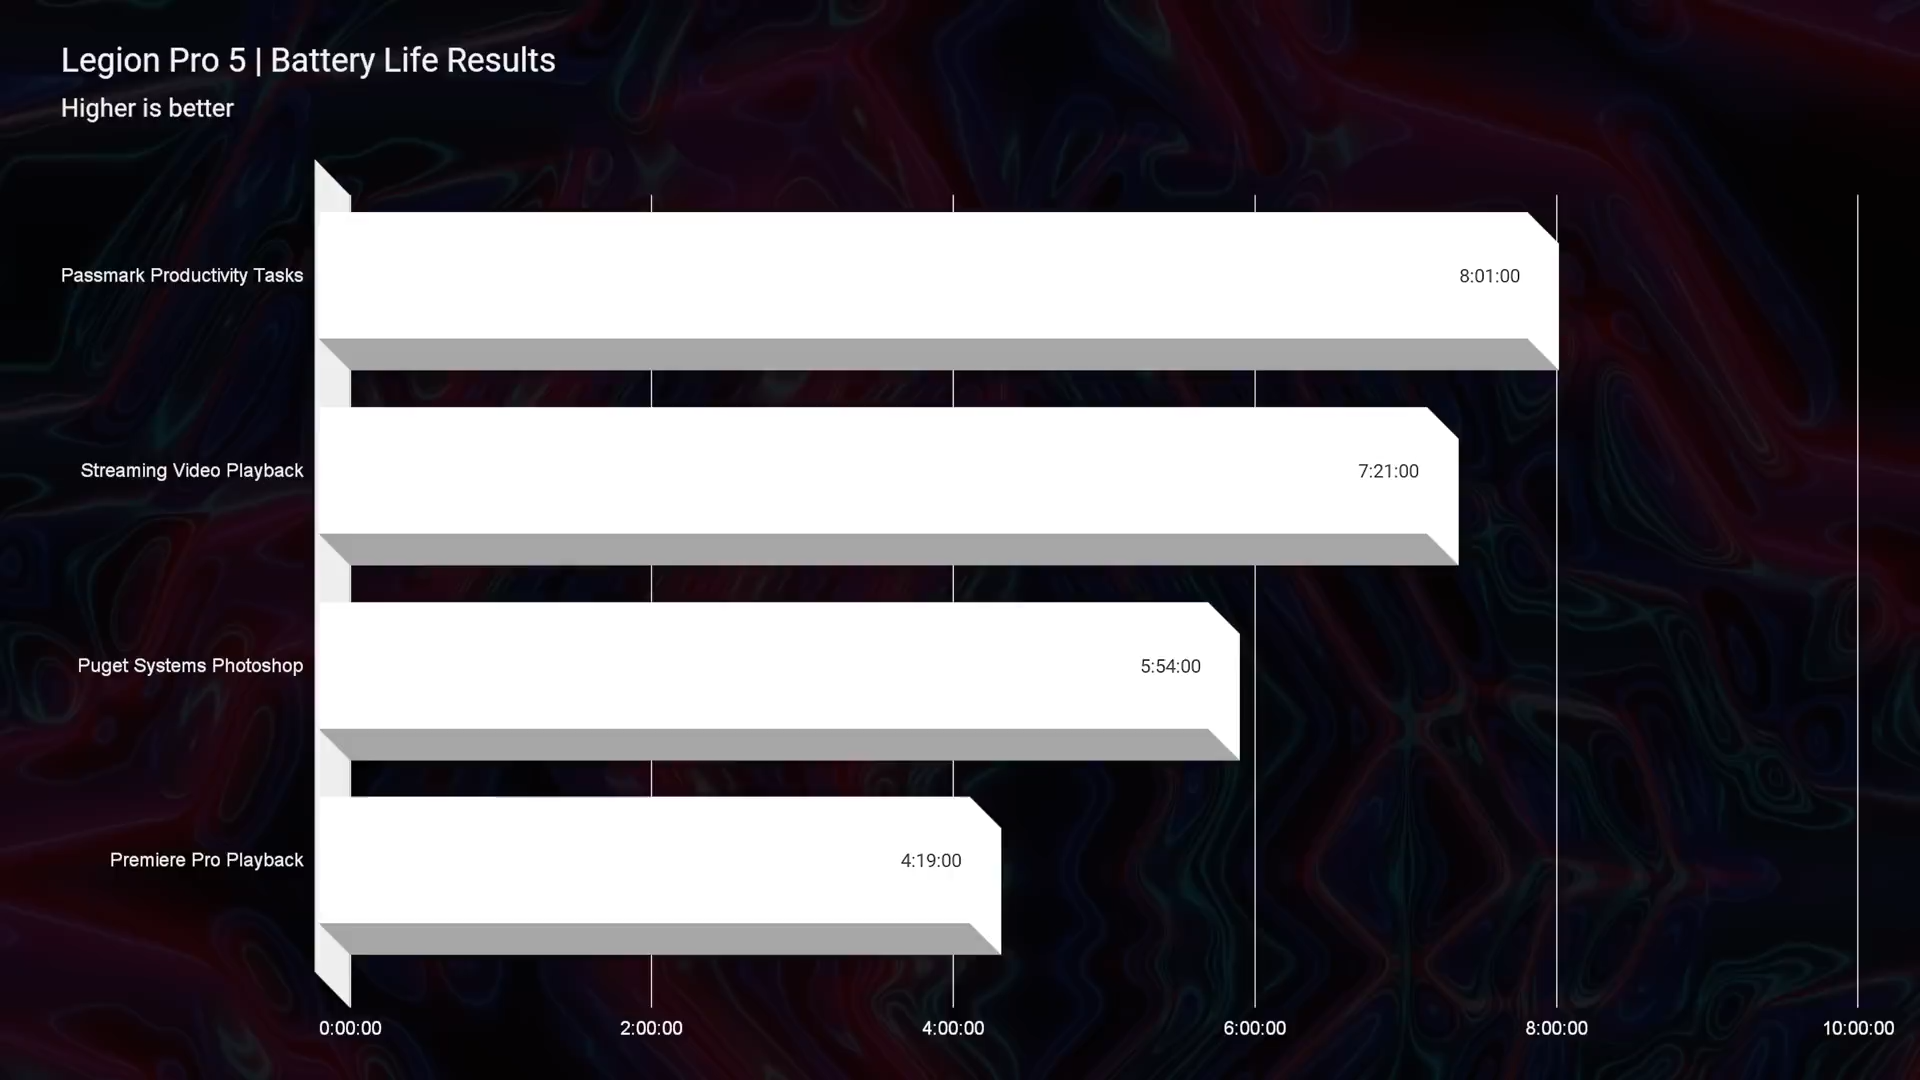 Legion Pro 5 | Battery Life Results
Higher is better
Passmark Productivity Tasks
8:01:00
Streaming Video Playback
7:21:00
Puget Systems Photoshop
5:54:00
Premiere Pro Playback
4:19:00
0:00:00 2:00:00 4:00:00 6:00:00 8:00:00 10:00:00